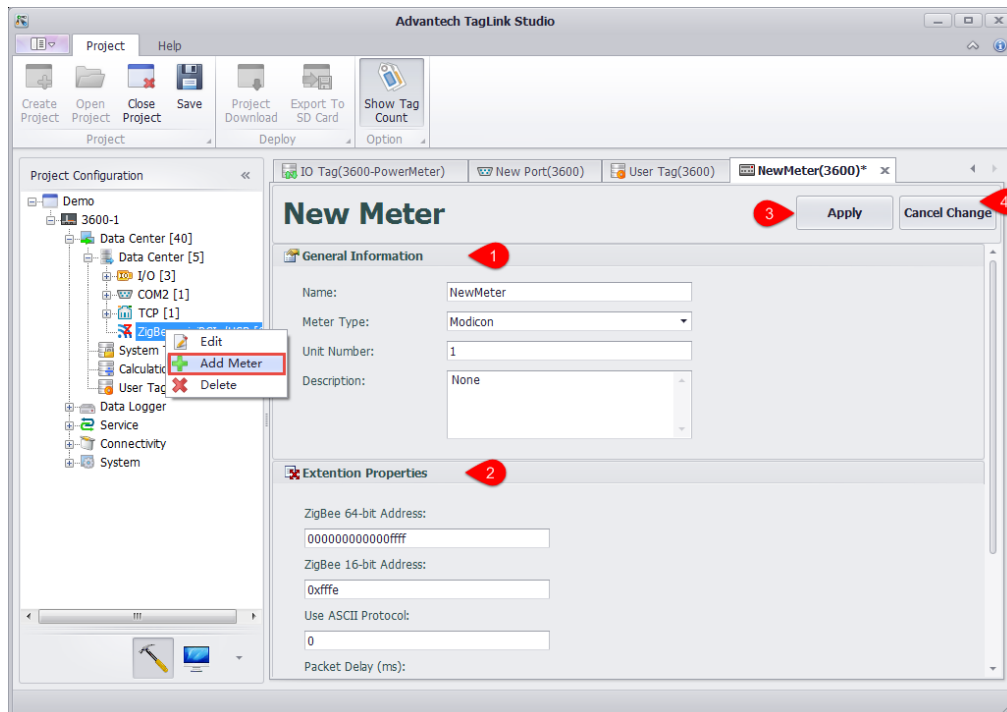 Advantech TagLink Studio
Project Help
Create Project
Open Project
Close Project
Save
Project Download
Export To SD Card
Show Tag Count
Project
Deploy
Option
Project Configuration
Demo
3600-1
Data Center [40]
Data Center [5]
I/O [3]
COM2 [1]
TCP [1]
System
Calculatio
User Tag
Data Logger
Service
Connectivity
System
Edit
Add Meter
Delete
IO Tag(3600-PowerMeter) New Port(3600) User Tag(3600) NewMeter(3600)* x
New Meter
3 Apply Cancel Change 4
General Information 1
Name: NewMeter
Meter Type: Modicon
Unit Number: 1
Description: None
Extention Properties 2
ZigBee 64-bit Address:
000000000000ffff
ZigBee 16-bit Address:
0xfffe
Use ASCII Protocol:
0
Packet Delay (ms):